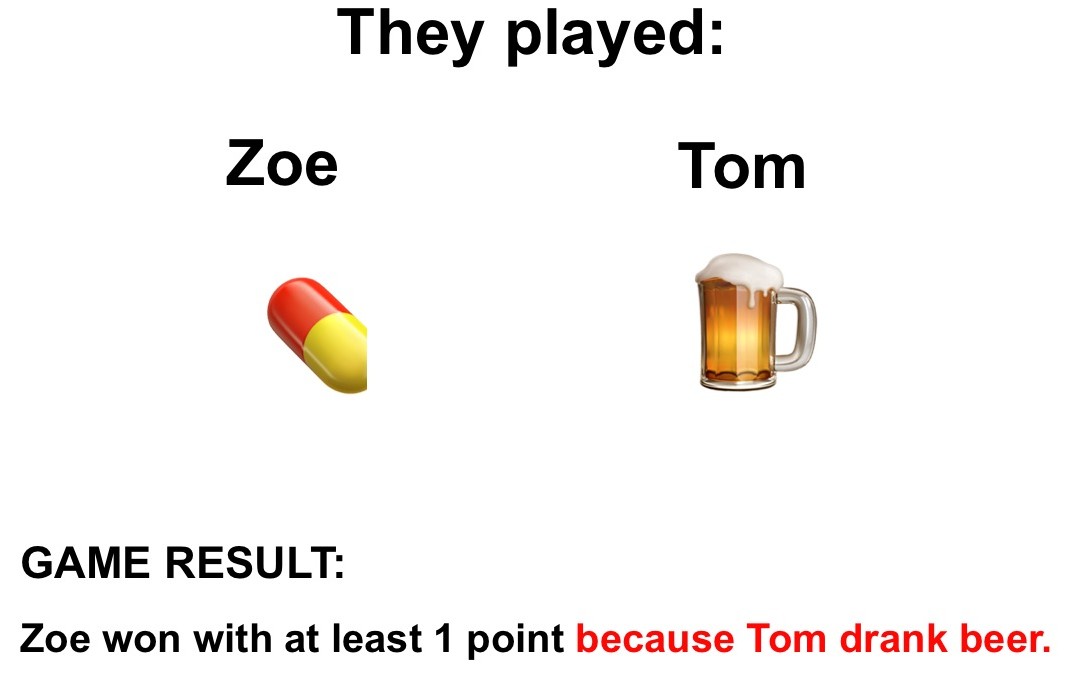 They played:
Zoe Tom
GAME RESULT:
Zoe won with at least 1 point because Tom drank beer.